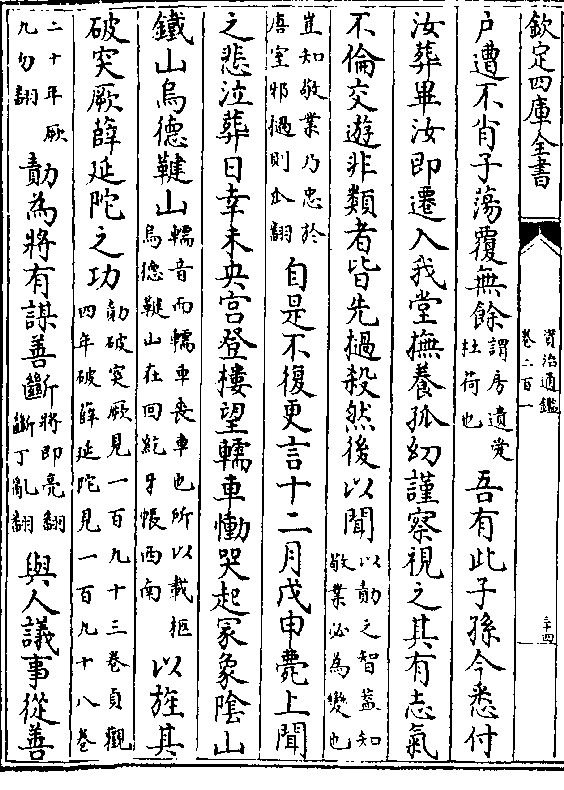 欽定四庫全書
資治通鑑
卷二百一
户遭不肖子蕩覆無餘
謂房遺愛
杜荷也
吾有此子孫今悉付
汝葬畢汝即遷入我堂撫養孤幼謹察視之其有志氣
不倫交遊非類者皆先撾殺然後以聞
以勣之智葢知
敬業必為變也
豈知敬業乃忠於
唐室邪撾則瓜翻
自是不復更言十二月戊申薨上聞
之悲泣葬日幸未央宫登樓望轜車慟哭起冢象隂山
鐵山烏德鞬山
轜音而轜車喪車也所以載柩
烏德鞬山在回紇牙帳西南
以旌其
破突厥薛延陀之功
勣破突厥見一百九十三卷貞觀
四年破薛延陀見一百九十八卷
二十年厥
九勿翻
勣為將有謀善斷
將即亮翻
斷丁亂翻
與人議事從善